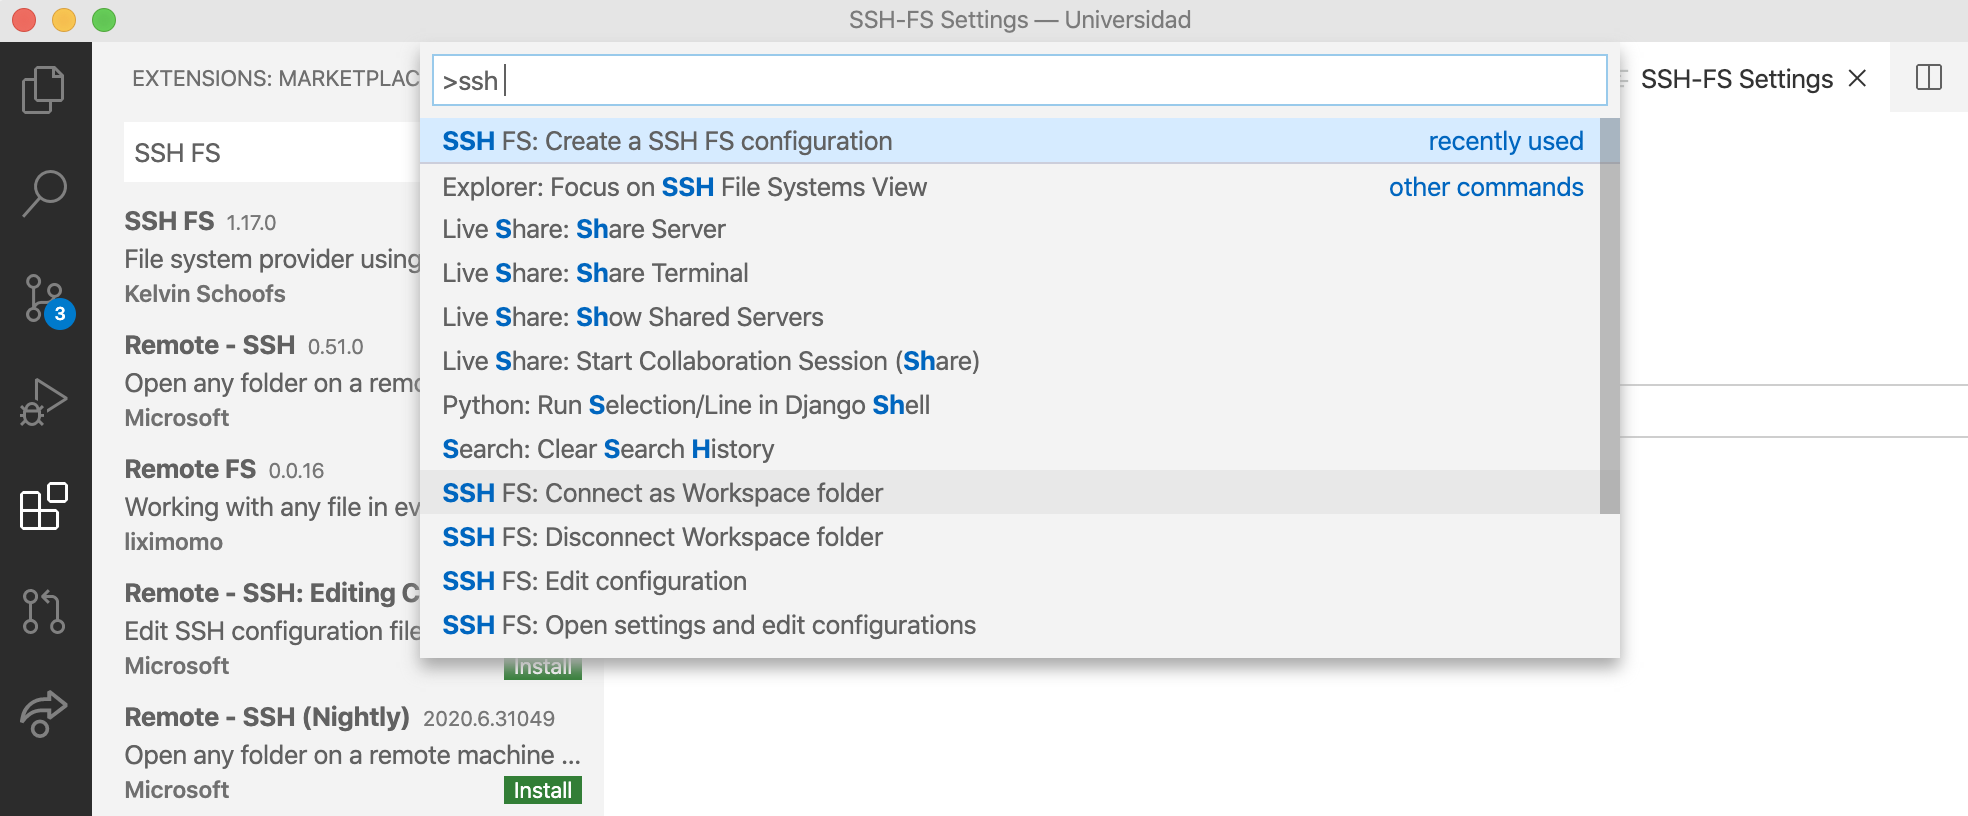 SSH-FS Settings — Universidad
EXTENSIONS: MARKETPLAC
SSH FS
SSH FS 1.17.0
File system provider using
Kelvin Schoofs
Remote - SSH 0.51.0
Open any folder on a remo
Microsoft
Remote FS 0.0.16
Working with any file in ev
liximomo
Remote - SSH: Editing C
Edit SSH configuration file
Microsoft
Install
Remote - SSH (Nightly) 2020.6.31049
Open any folder on a remote machine ...
Microsoft
Install
3
>ssh
SSH FS: Create a SSH FS configuration recently used
Explorer: Focus on SSH File Systems View other commands
Live Share: Share Server
Live Share: Share Terminal
Live Share: Show Shared Servers
Live Share: Start Collaboration Session (Share)
Python: Run Selection/Line in Django Shell
Search: Clear Search History
SSH FS: Connect as Workspace folder
SSH FS: Disconnect Workspace folder
SSH FS: Edit configuration
SSH FS: Open settings and edit configurations
SSH-FS Settings